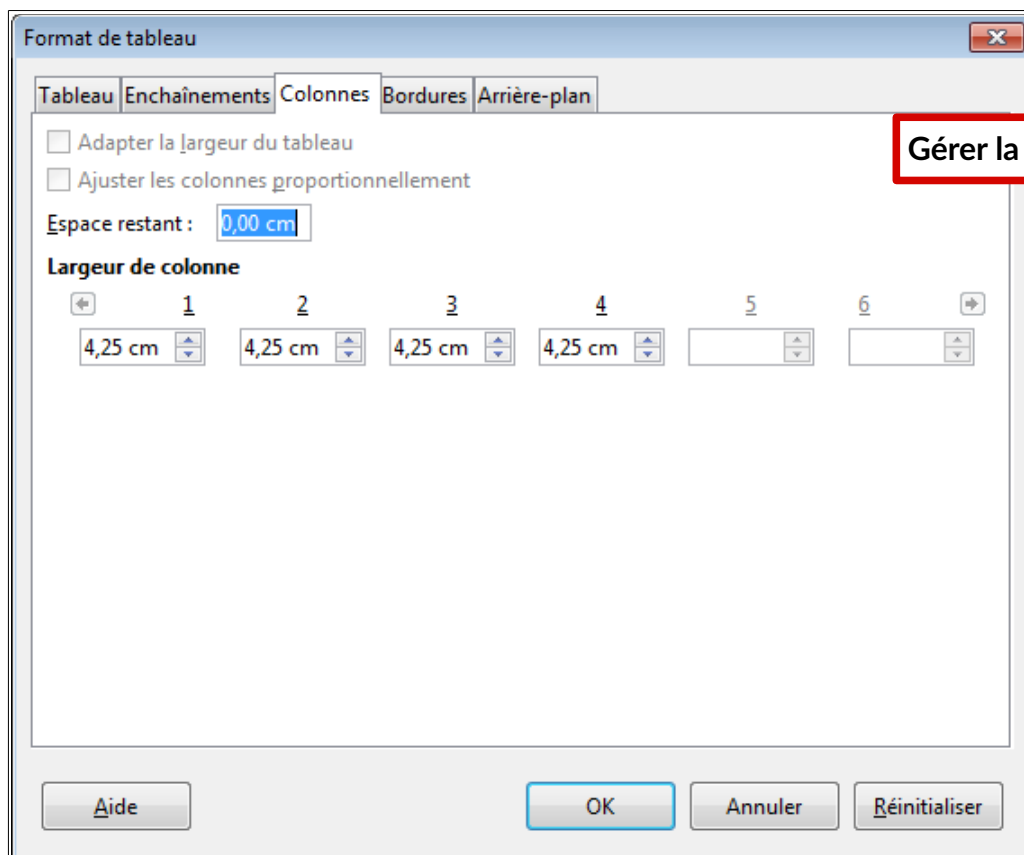 Format de tableau
Tableau Enchaînements Colonnes Bordures Arrière-plan
Adapter la largeur du tableau
Gérer la
Ajuster les colonnes proportionnellement
Espace restant : 0,00 cm
Largeur de colonne
1 2 3 4 5 6
4,25 cm 4,25 cm 4,25 cm 4,25 cm
Aide OK Annuler Réinitialiser